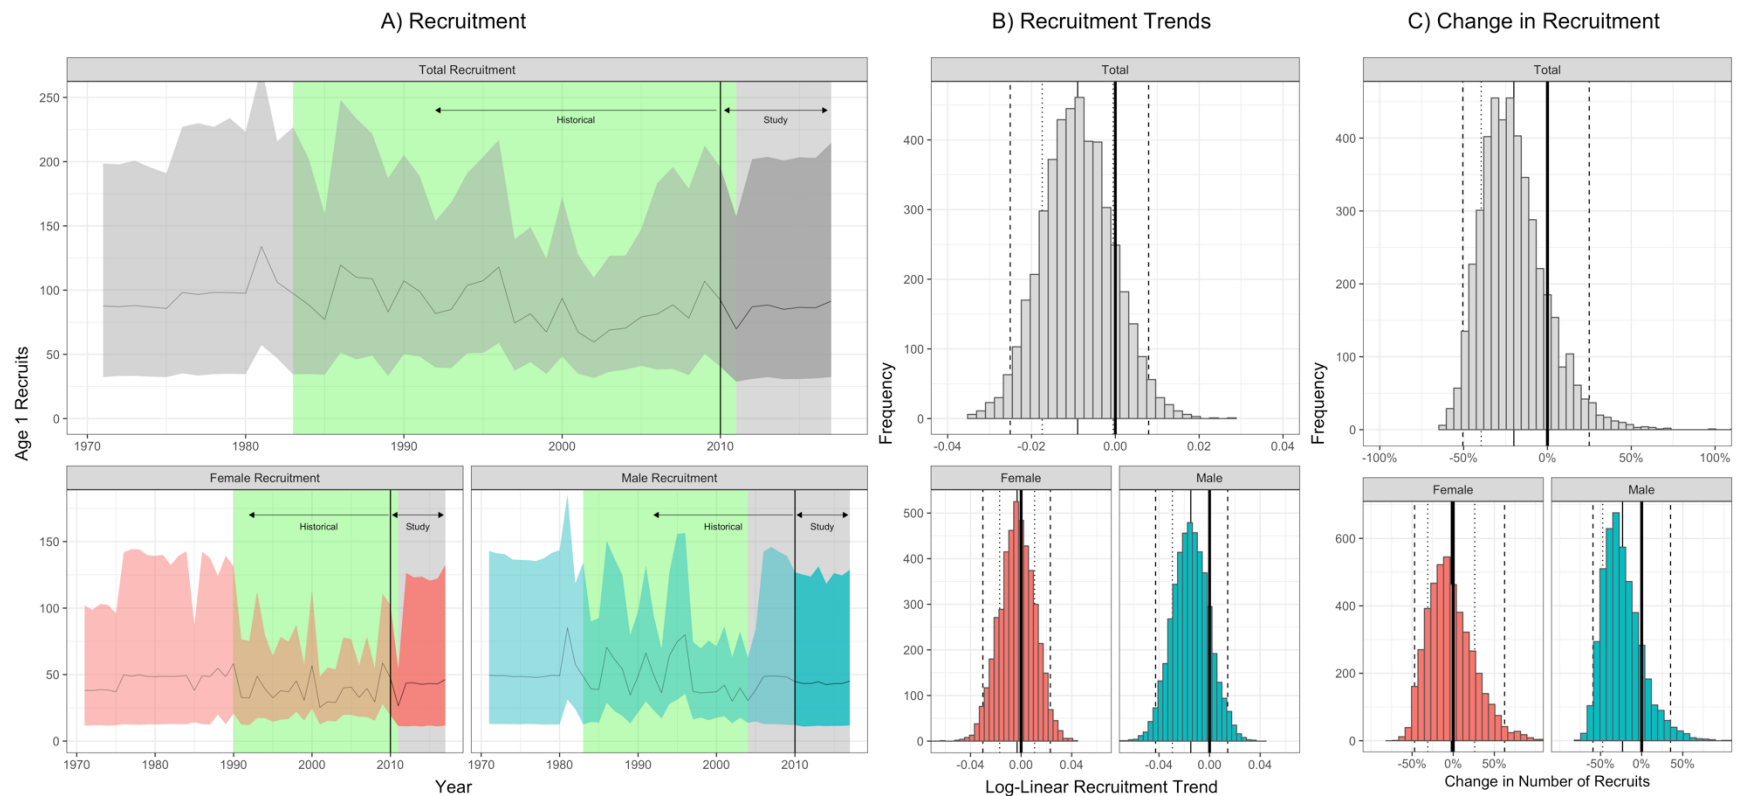 A) Recruitment
Total Recruitment
250
200
150
100
50
0
Historical
Study
1970 1980 1990 2000 2010
Age 1 Recruits
Female Recruitment
Male Recruitment
150
100
50
0
Historical
Study
Historical
Study
1970 1980 1990 2000 2010
1970 1980 1990 2000 2010
Year
B) Recruitment Trends
Total
400
300
200
100
0
-0.04 -0.02 0.00 0.02 0.04
Frequency
Female
Male
500
400
300
200
100
0
-0.04 0.00 0.04
-0.04 0.00 0.04
Log-Linear Recruitment Trend
C) Change in Recruitment
Total
400
300
200
100
0
-100% -50% 0% 50% 100%
Frequency
Female
Male
600
400
200
0
-50% 0% 50%
-50% 0% 50%
Change in Number of Recruits